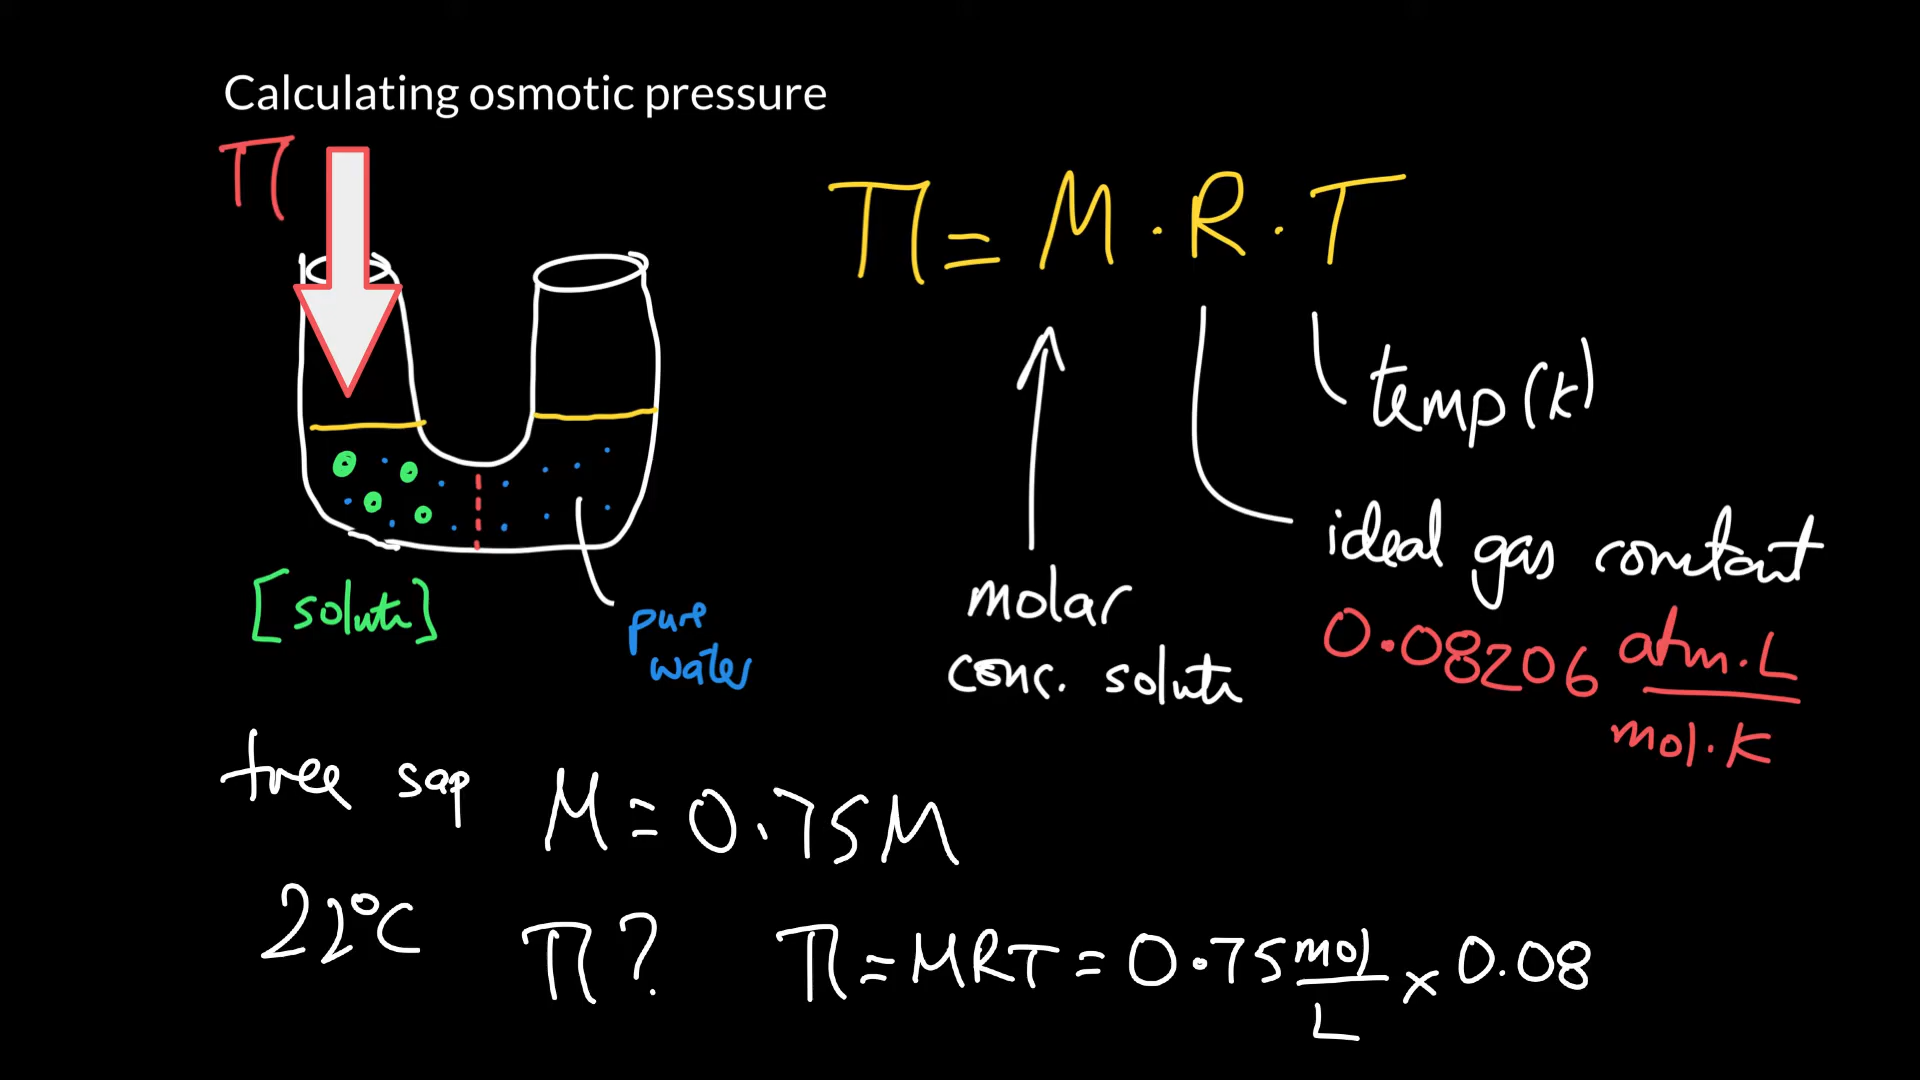 Calculating osmotic pressure
π
π = M · R · T
temp (K)
ideal gas constant
0.08206 atm.L
mol.K
molar
conc. solute
[solute]
pure
water
tree sap M = 0.75M
22°C π? π = MRT = 0.75 mol/L × 0.08